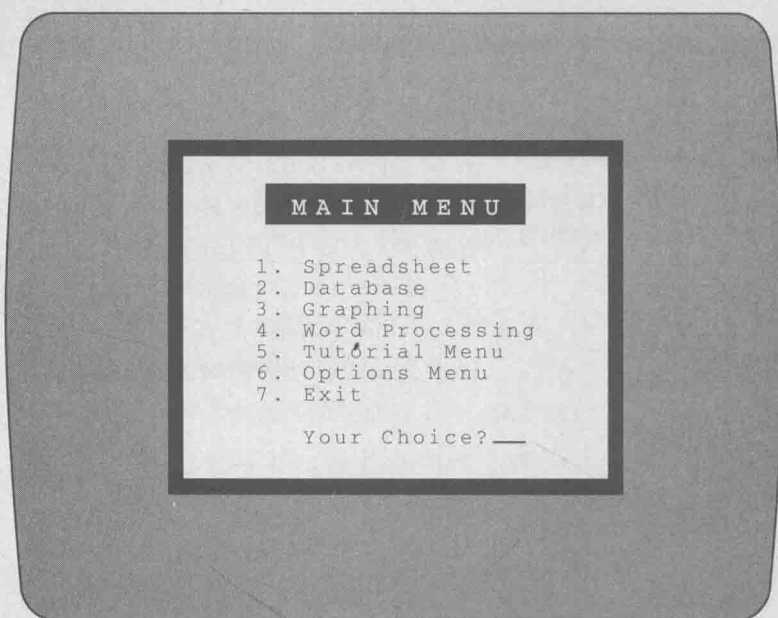 MAIN MENU
1. Spreadsheet
2. Database
3. Graphing
4. Word Processing
5. Tutorial Menu
6. Options Menu
7. Exit
Your Choice?